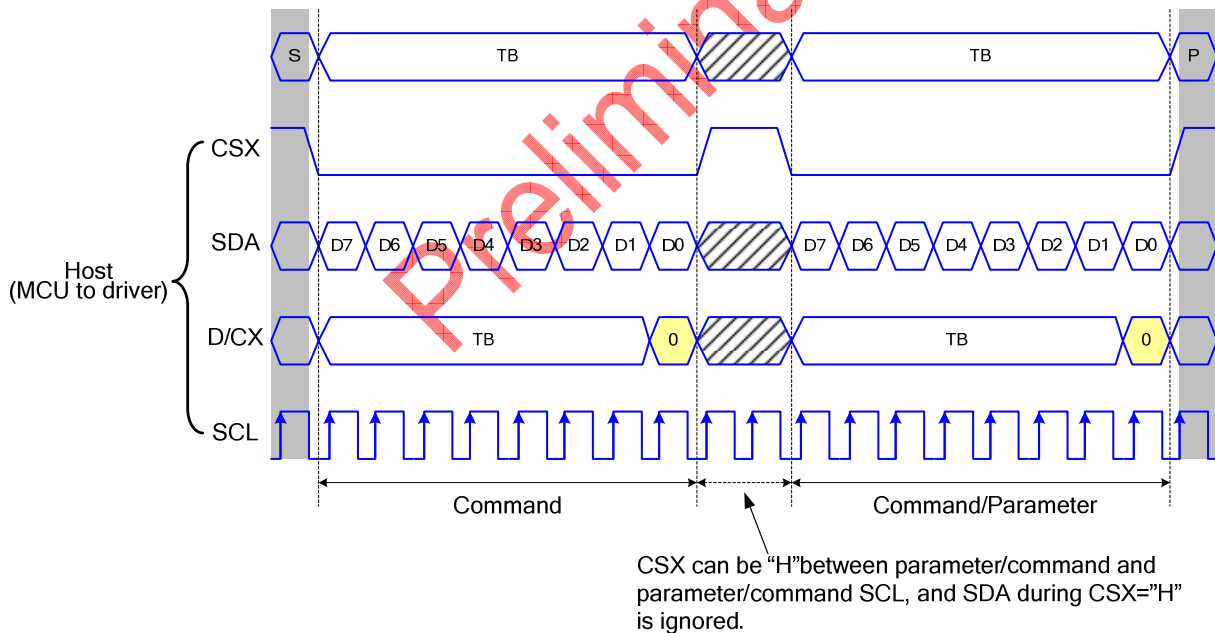 Prelimina
S TB TB P
CSX
SDA D7 D6 D5 D4 D3 D2 D1 D0 D7 D6 D5 D4 D3 D2 D1 D0
Host
(MCU to driver)
D/CX TB 0 TB 0
SCL
Command Command/Parameter
CSX can be “H”between parameter/command and
parameter/command SCL, and SDA during CSX=”H”
is ignored.